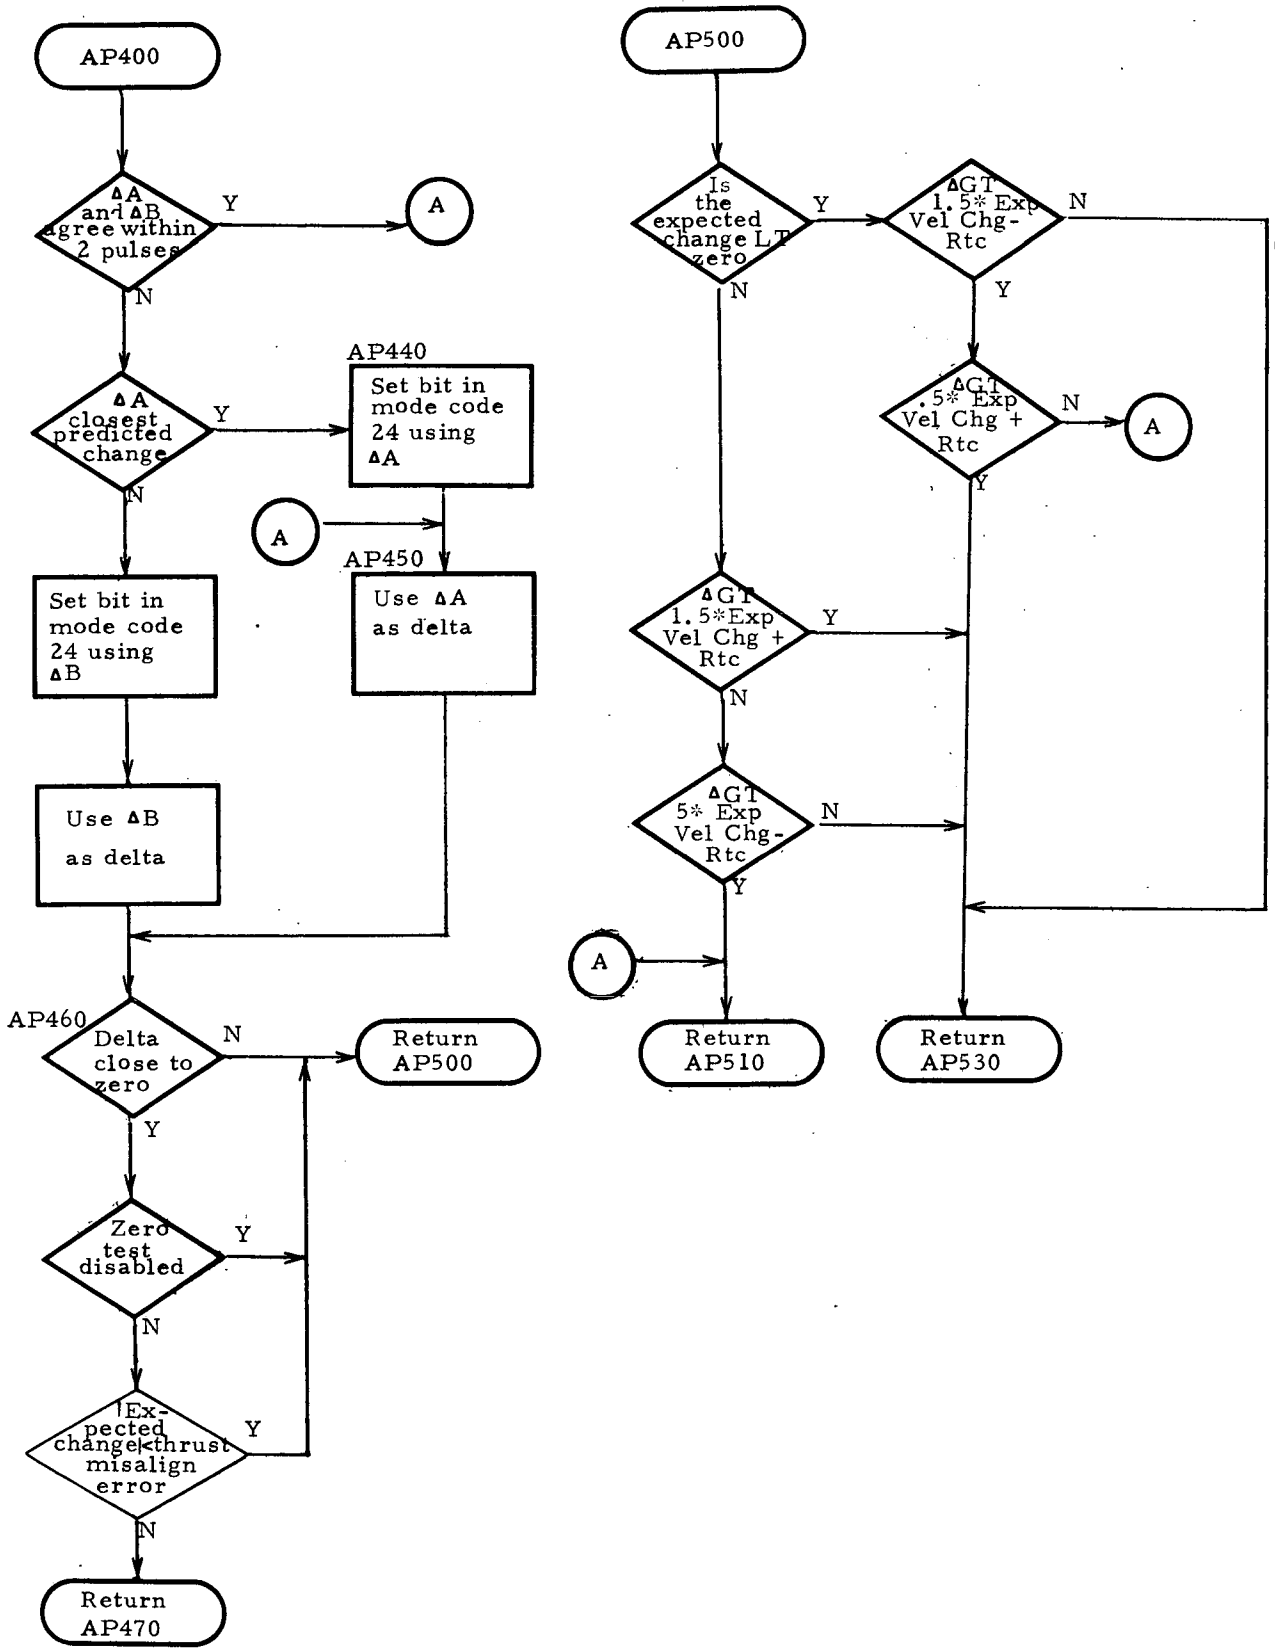 AP400
ΔA
and ΔB
agree within
2 pulses
Y
A
N
ΔA
closest
predicted
change
Y
AP440
Set bit in
mode code
24 using
ΔA
N
A
AP450
Use ΔA
as delta
Set bit in
mode code
24 using
ΔB
Use ΔB
as delta
AP460
Delta
close to
zero
N
Return
AP500
Y
Zero
test
disabled
Y
N
|Ex-
pected
change|<thrust
misalign
error
Y
N
Return
AP470
AP500
Is
the
expected
change LT
zero
Y
ΔGT
1.5* Exp
Vel Chg-
Rtc
N
Y
N
ΔGT
.5* Exp
Vel Chg +
Rtc
N
A
Y
ΔGT
1.5*Exp
Vel Chg +
Rtc
Y
N
ΔGT
5* Exp
Vel Chg-
Rtc
N
Y
A
Return
AP510
Return
AP530